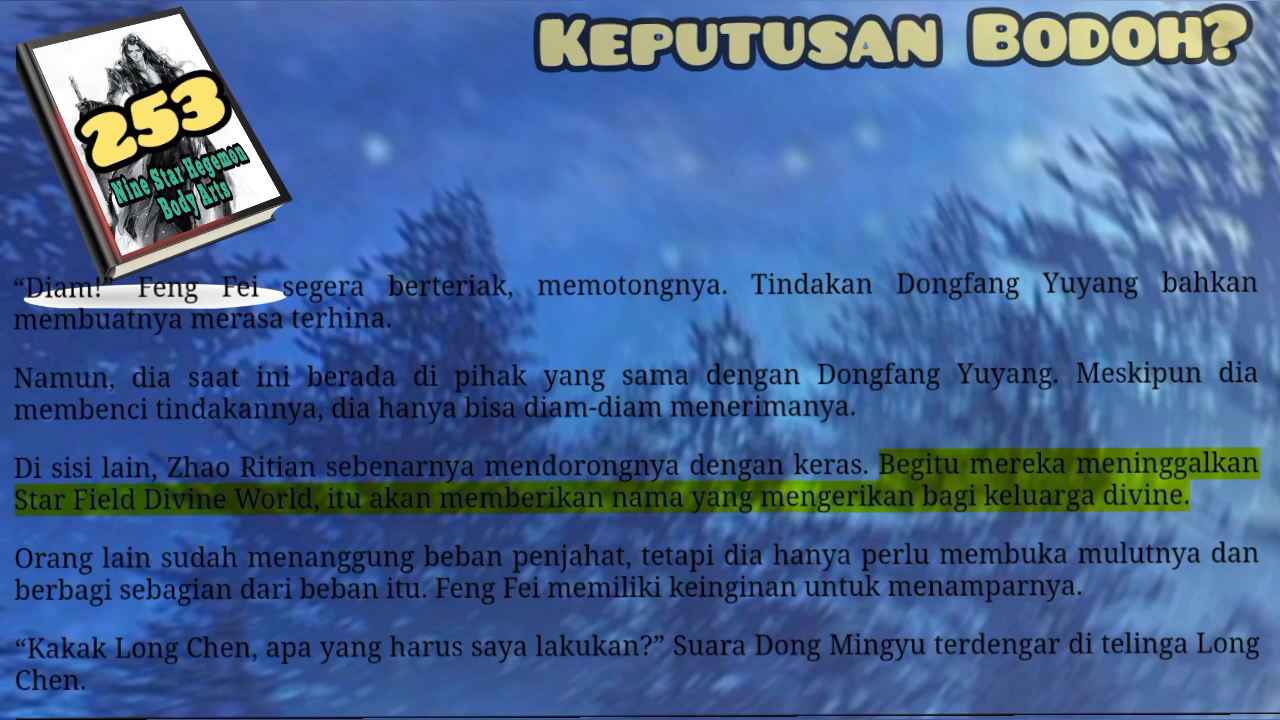 KEPUTUSAN BODOH?
253
Nine Star Hegemon
Body Arts
“Diam!” Feng Fei segera berteriak, memotongnya. Tindakan Dongfang Yuyang bahkan
membuatnya merasa terhina.
Namun, dia saat ini berada di pihak yang sama dengan Dongfang Yuyang. Meskipun dia
membenci tindakannya, dia hanya bisa diam-diam menerimanya.
Di sisi lain, Zhao Ritian sebenarnya mendorongnya dengan keras. Begitu mereka meninggalkan
Star Field Divine World, itu akan memberikan nama yang mengerikan bagi keluarga divine.
Orang lain sudah menanggung beban penjahat, tetapi dia hanya perlu membuka mulutnya dan
berbagi sebagian dari beban itu. Feng Fei memiliki keinginan untuk menamparnya.
“Kakak Long Chen, apa yang harus saya lakukan?” Suara Dong Mingyu terdengar di telinga Long
Chen.